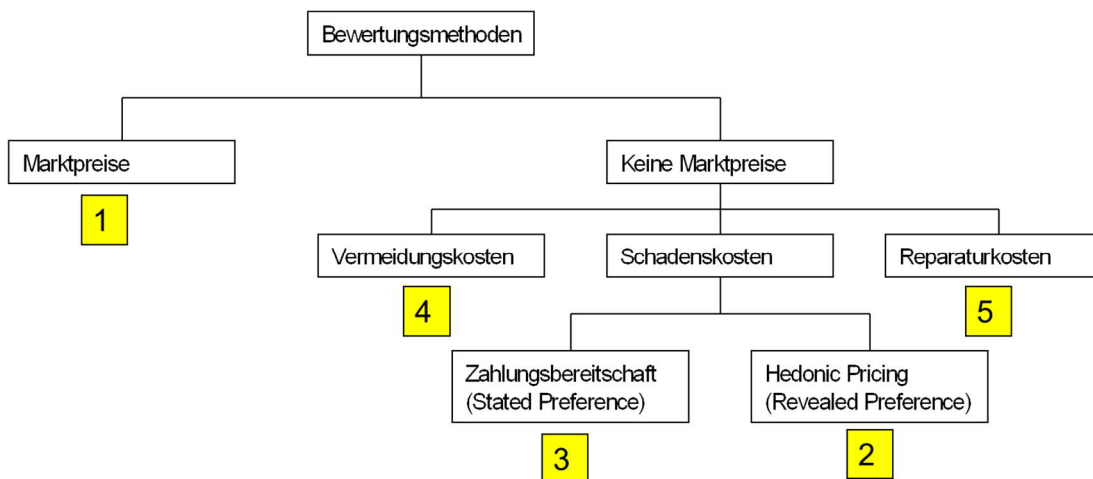 Bewertungsmethoden
Marktpreise
Keine Marktpreise
1
Vermeidungskosten
Schadenskosten
Reparaturkosten
4
5
Zahlungsbereitschaft
(Stated Preference)
Hedonic Pricing
(Revealed Preference)
3
2